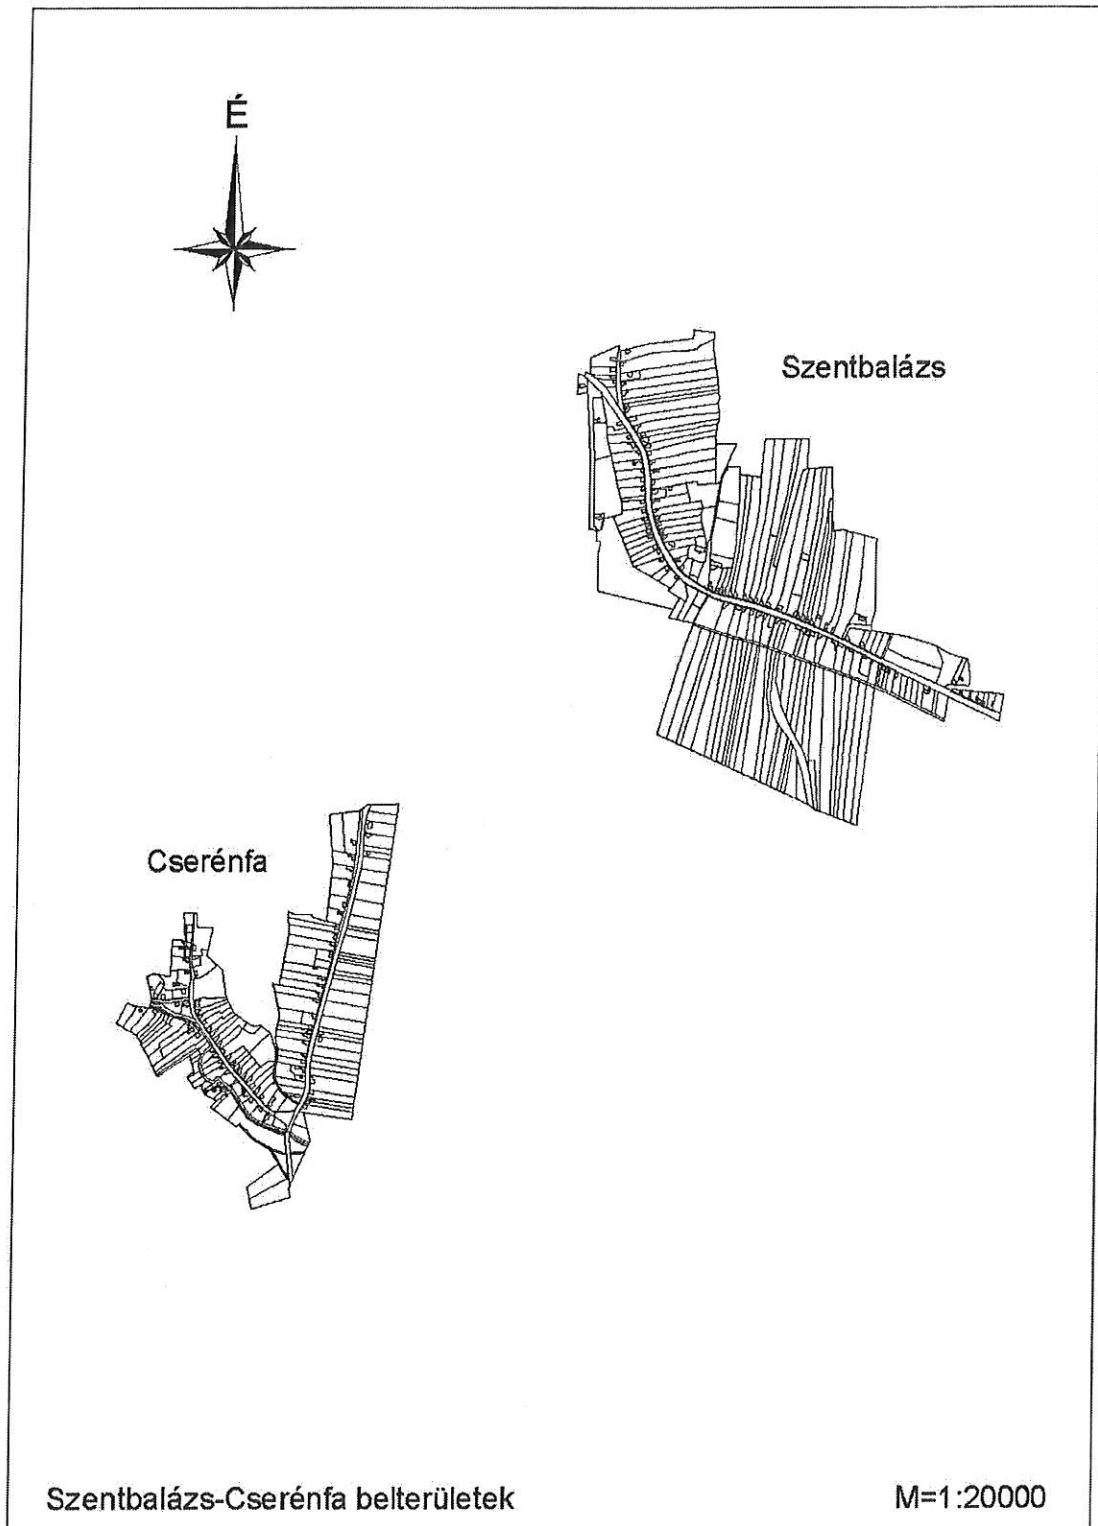 É
Szentbalázs
Cserénfa
Szentbalázs-Cserénfa belterületek
M=1:20000